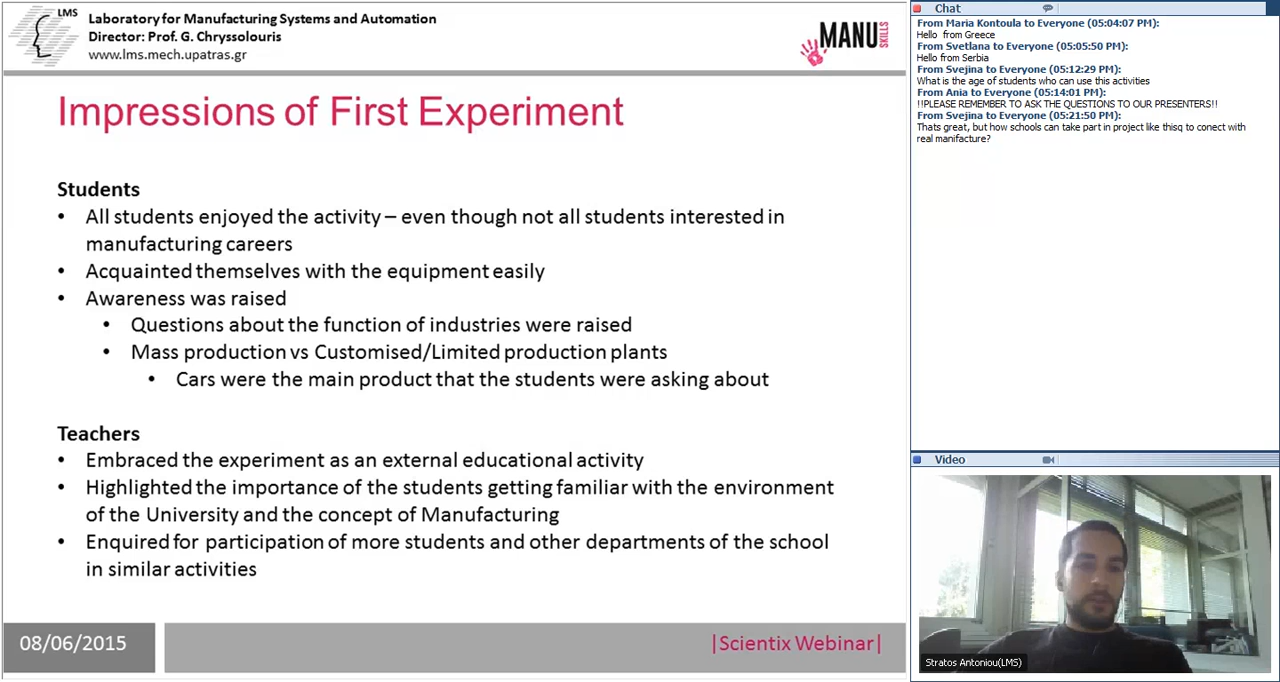 LMS
Laboratory for Manufacturing Systems and Automation
Director: Prof. G. Chryssolouris
www.lms.mech.upatras.gr
MANU
SKILLS
Impressions of First Experiment
Students
• All students enjoyed the activity – even though not all students interested in
manufacturing careers
• Acquainted themselves with the equipment easily
• Awareness was raised
• Questions about the function of industries were raised
• Mass production vs Customised/Limited production plants
• Cars were the main product that the students were asking about
Teachers
• Embraced the experiment as an external educational activity
• Highlighted the importance of the students getting familiar with the environment
of the University and the concept of Manufacturing
• Enquired for participation of more students and other departments of the school
in similar activities
08/06/2015
|Scientix Webinar|
Chat
From Maria Kontoula to Everyone (05:04:07 PM):
Hello from Greece
From Svetlana to Everyone (05:05:50 PM):
Hello from Serbia
From Svejina to Everyone (05:12:29 PM):
What is the age of students who can use this activities
From Ania to Everyone (05:14:01 PM):
!!PLEASE REMEMBER TO ASK THE QUESTIONS TO OUR PRESENTERS!!
From Svejina to Everyone (05:21:50 PM):
Thats great, but how schools can take part in project like thisq to conect with
real manifacture?
Video
Stratos Antoniou(LMS)